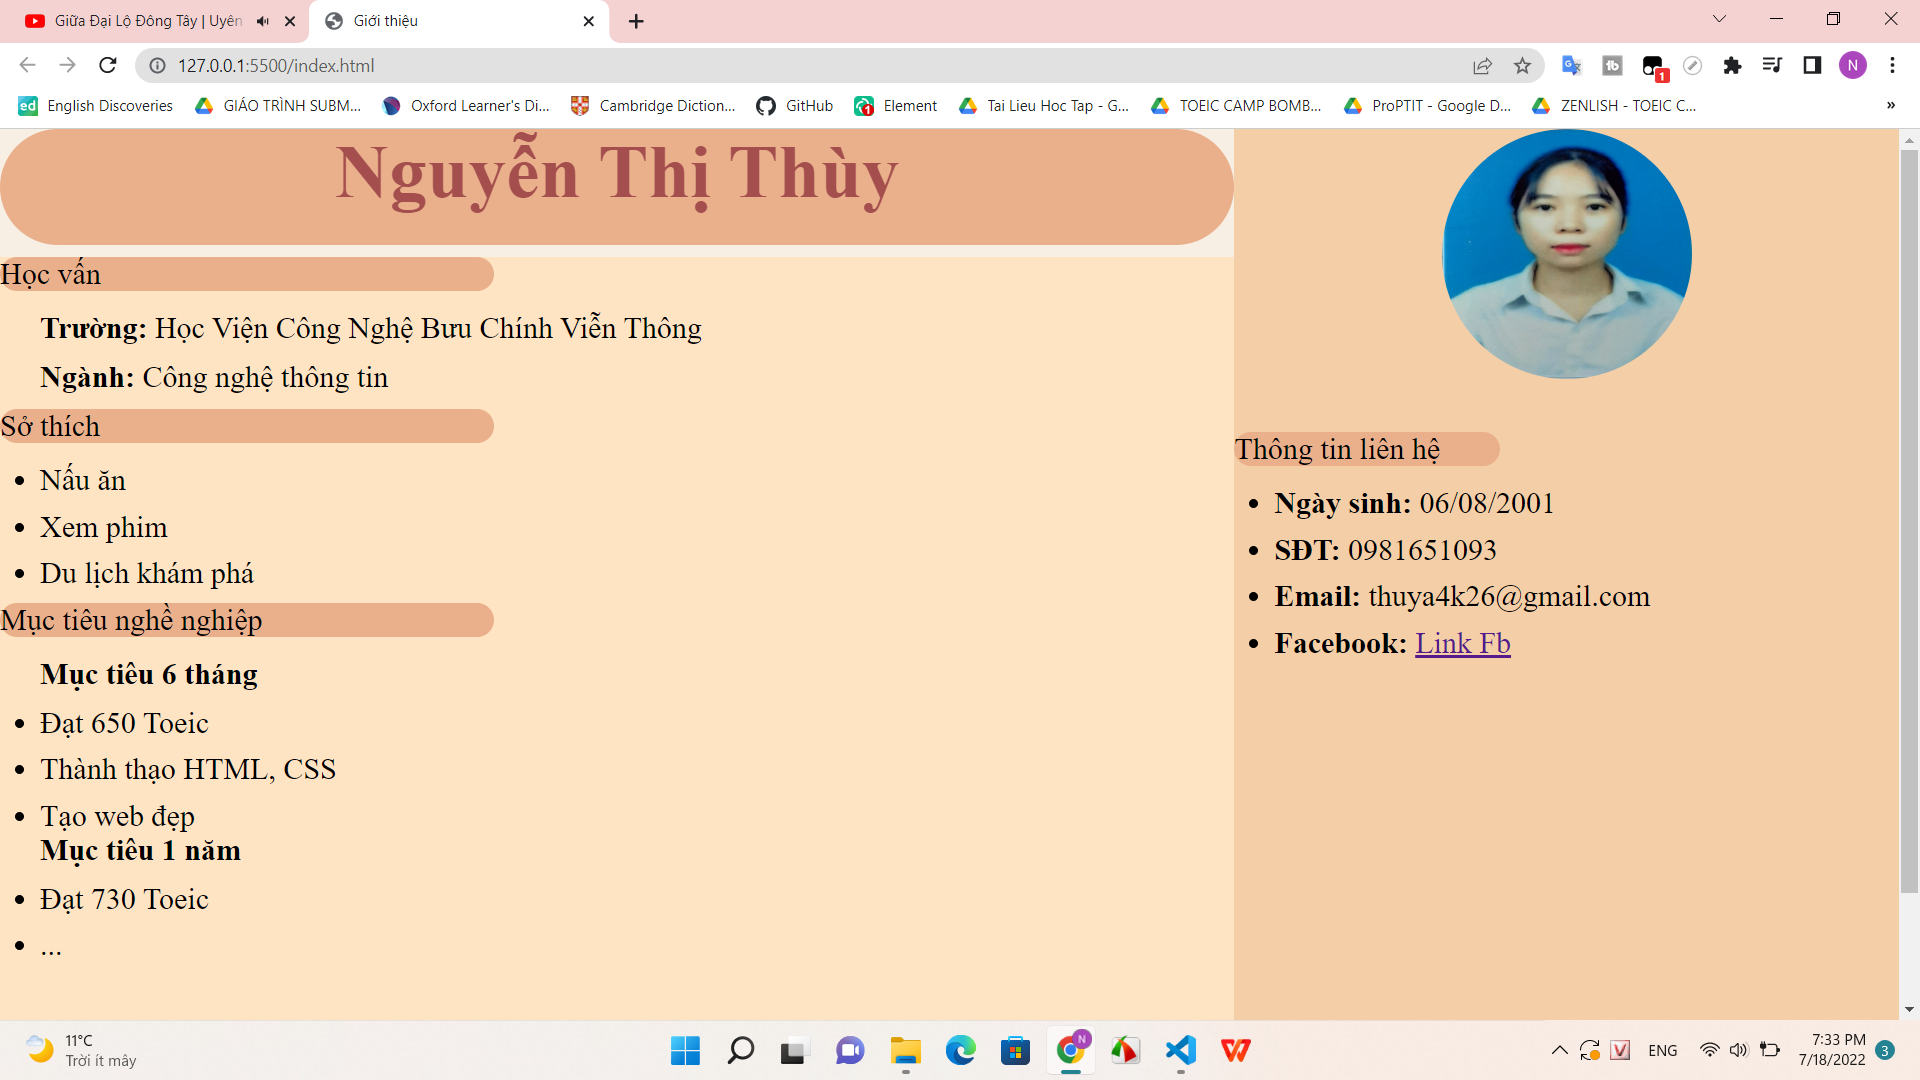 Giữa Đại Lộ Đông Tây | Uyên
Giới thiệu
127.0.0.1:5500/index.html
1
N
English Discoveries
GIÁO TRÌNH SUBM...
Oxford Learner's Di...
Cambridge Diction...
GitHub
Element
Tai Lieu Hoc Tap - G...
TOEIC CAMP BOMB...
ProPTIT - Google D...
ZENLISH - TOEIC C...
»
Nguyễn Thị Thùy
Học vấn
Trường: Học Viện Công Nghệ Bưu Chính Viễn Thông
Ngành: Công nghệ thông tin
Sở thích
Nấu ăn
Xem phim
Du lịch khám phá
Mục tiêu nghề nghiệp
Mục tiêu 6 tháng
Đạt 650 Toeic
Thành thạo HTML, CSS
Tạo web đẹp
Mục tiêu 1 năm
Đạt 730 Toeic
...
Thông tin liên hệ
Ngày sinh: 06/08/2001
SĐT: 0981651093
Email: thuya4k26@gmail.com
Facebook: Link Fb
11°C
Trời ít mây
N
ENG
7:33 PM
7/18/2022
3